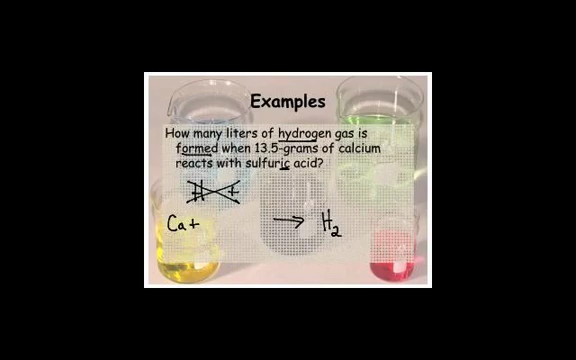 Examples
How many liters of hydrogen gas is
formed when 13.5-grams of calcium
reacts with sulfuric acid?
Ca+ → H₂